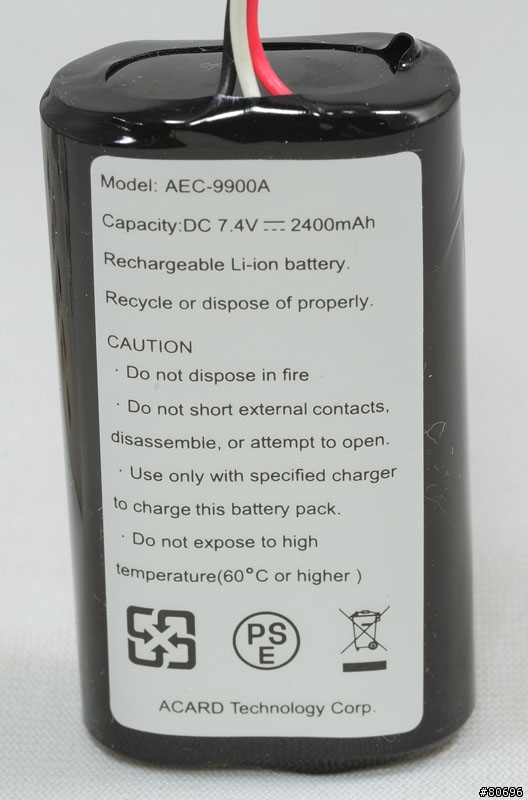 Model: AEC-9900A
Capacity:DC 7.4V ⎓ 2400mAh
Rechargeable Li-ion battery.
Recycle or dispose of properly.
CAUTION
· Do not dispose in fire
· Do not short external contacts,
disassembie, or attempt to open.
· Use only with specified charger
to charge this battery pack.
· Do not expose to high
temperature(60°C or higher )
PS
E
ACARD Technology Corp.
#80696